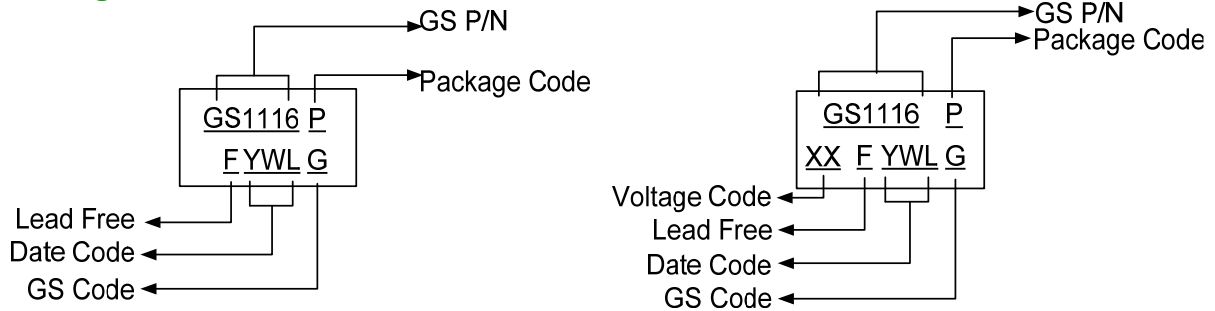 GS P/N
Package Code
GS1116 P
F YWL G
Lead Free
Date Code
GS Code
GS P/N
Package Code
GS1116 P
XX F YWL G
Voltage Code
Lead Free
Date Code
GS Code